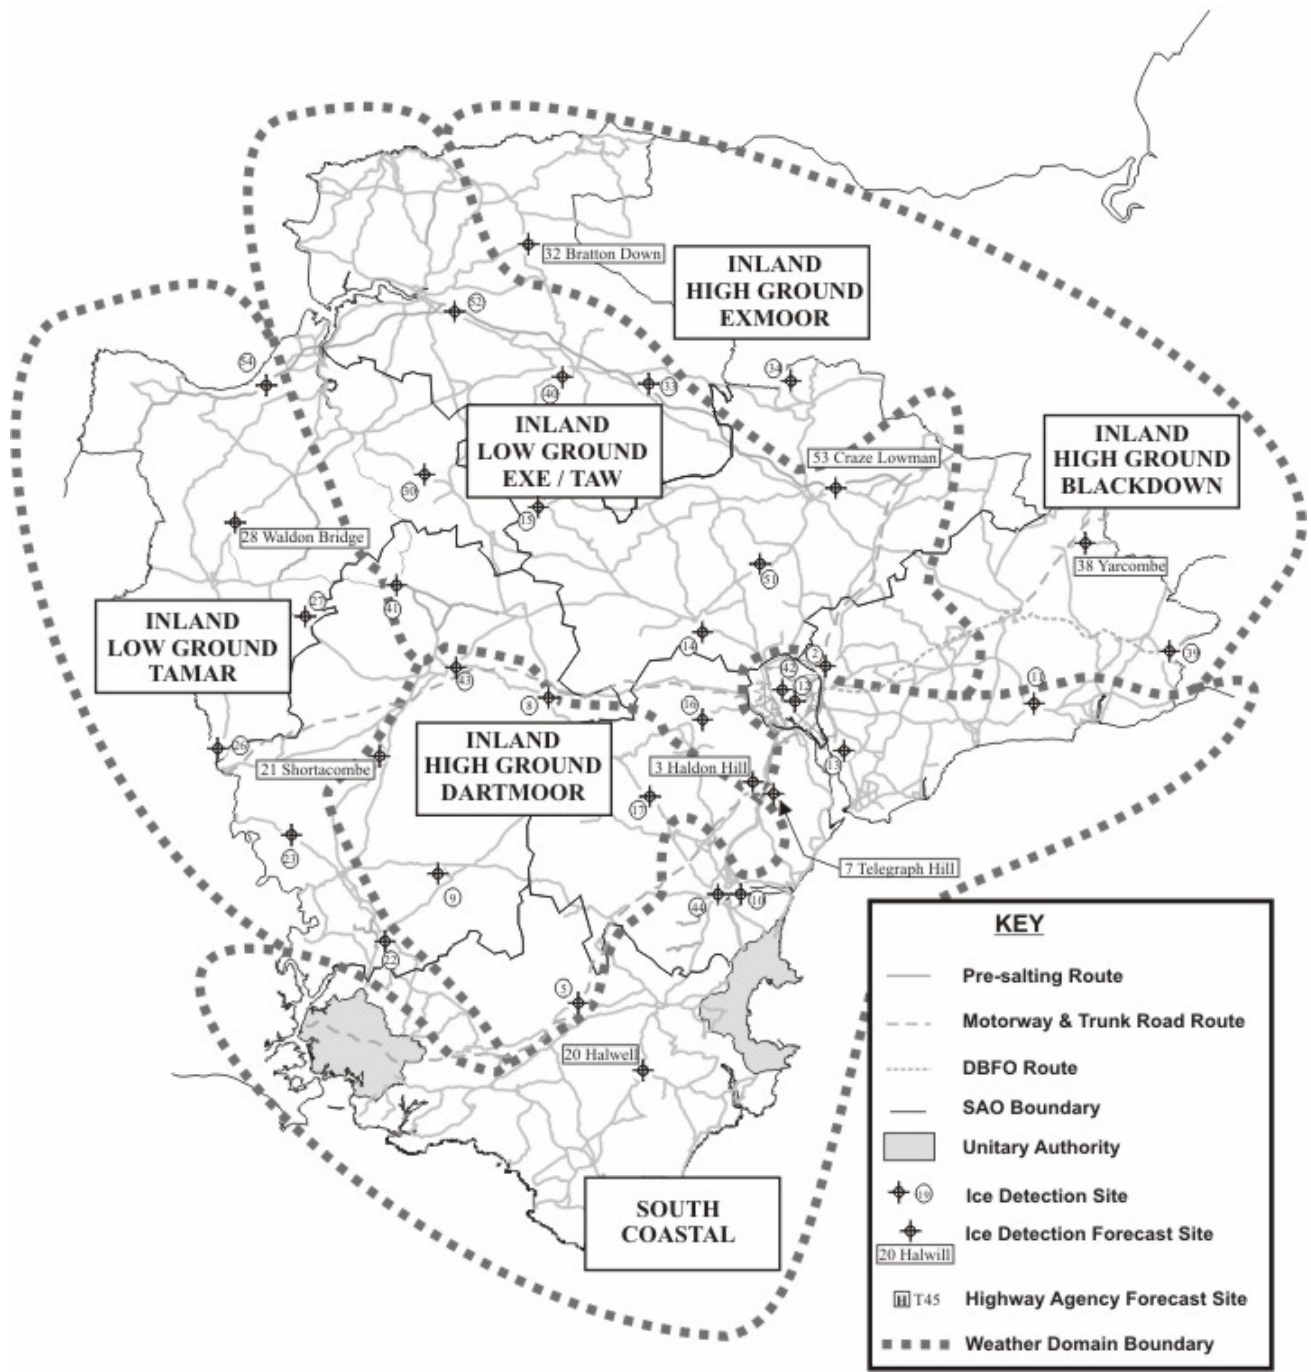 32 Bratton Down
INLAND
HIGH GROUND
EXMOOR
52
54
34
40
33
INLAND
LOW GROUND
EXE / TAW
INLAND
HIGH GROUND
BLACKDOWN
53 Craze Lowman
50
15
28 Waldon Bridge
38 Yarcombe
51
27
41
INLAND
LOW GROUND
TAMAR
14
2
39
43
42
12
11
8
16
26
INLAND
HIGH GROUND
DARTMOOR
21 Shortacombe
3 Haldon Hill
13
17
23
7 Telegraph Hill
9
44
10
22
5
20 Halwell
SOUTH
COASTAL
KEY
Pre-salting Route
Motorway & Trunk Road Route
DBFO Route
SAO Boundary
Unitary Authority
19 Ice Detection Site
Ice Detection Forecast Site
20 Halwill
H T45 Highway Agency Forecast Site
Weather Domain Boundary